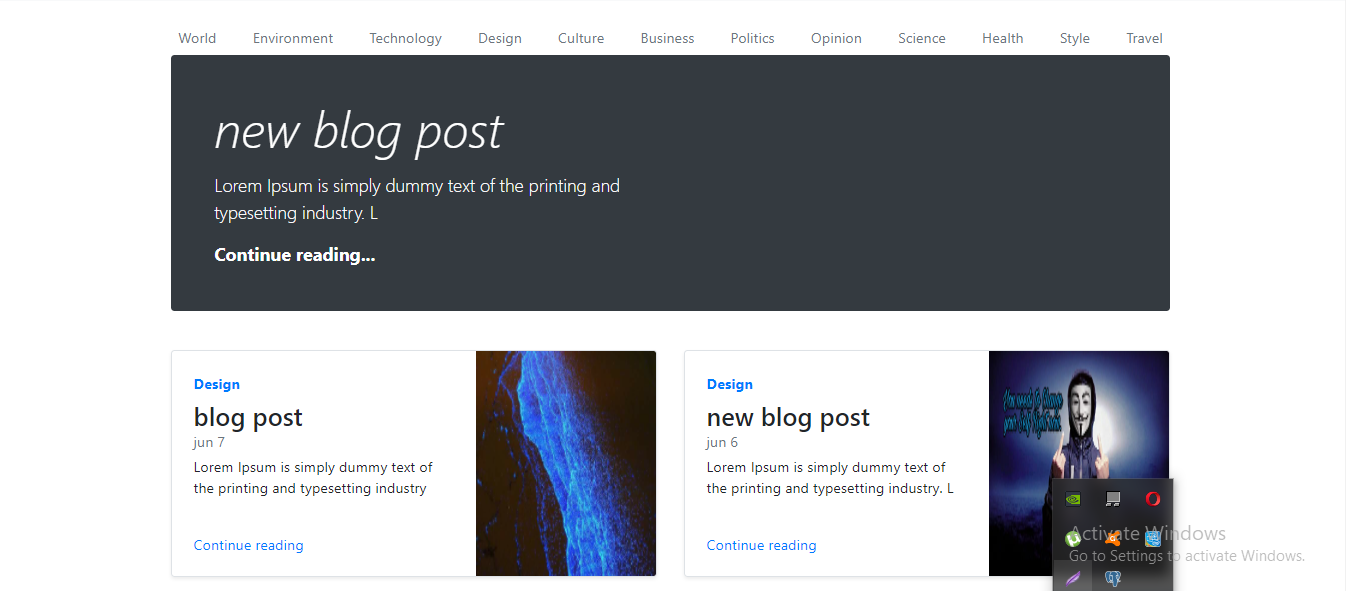 World Environment Technology Design Culture Business Politics Opinion Science Health Style Travel
new blog post
Lorem Ipsum is simply dummy text of the printing and
typesetting industry. L
Continue reading...
Design
blog post
jun 7
Lorem Ipsum is simply dummy text of
the printing and typesetting industry
Continue reading
Design
new blog post
jun 6
Lorem Ipsum is simply dummy text of
the printing and typesetting industry. L
Continue reading
Activate Windows
Go to Settings to activate Windows.